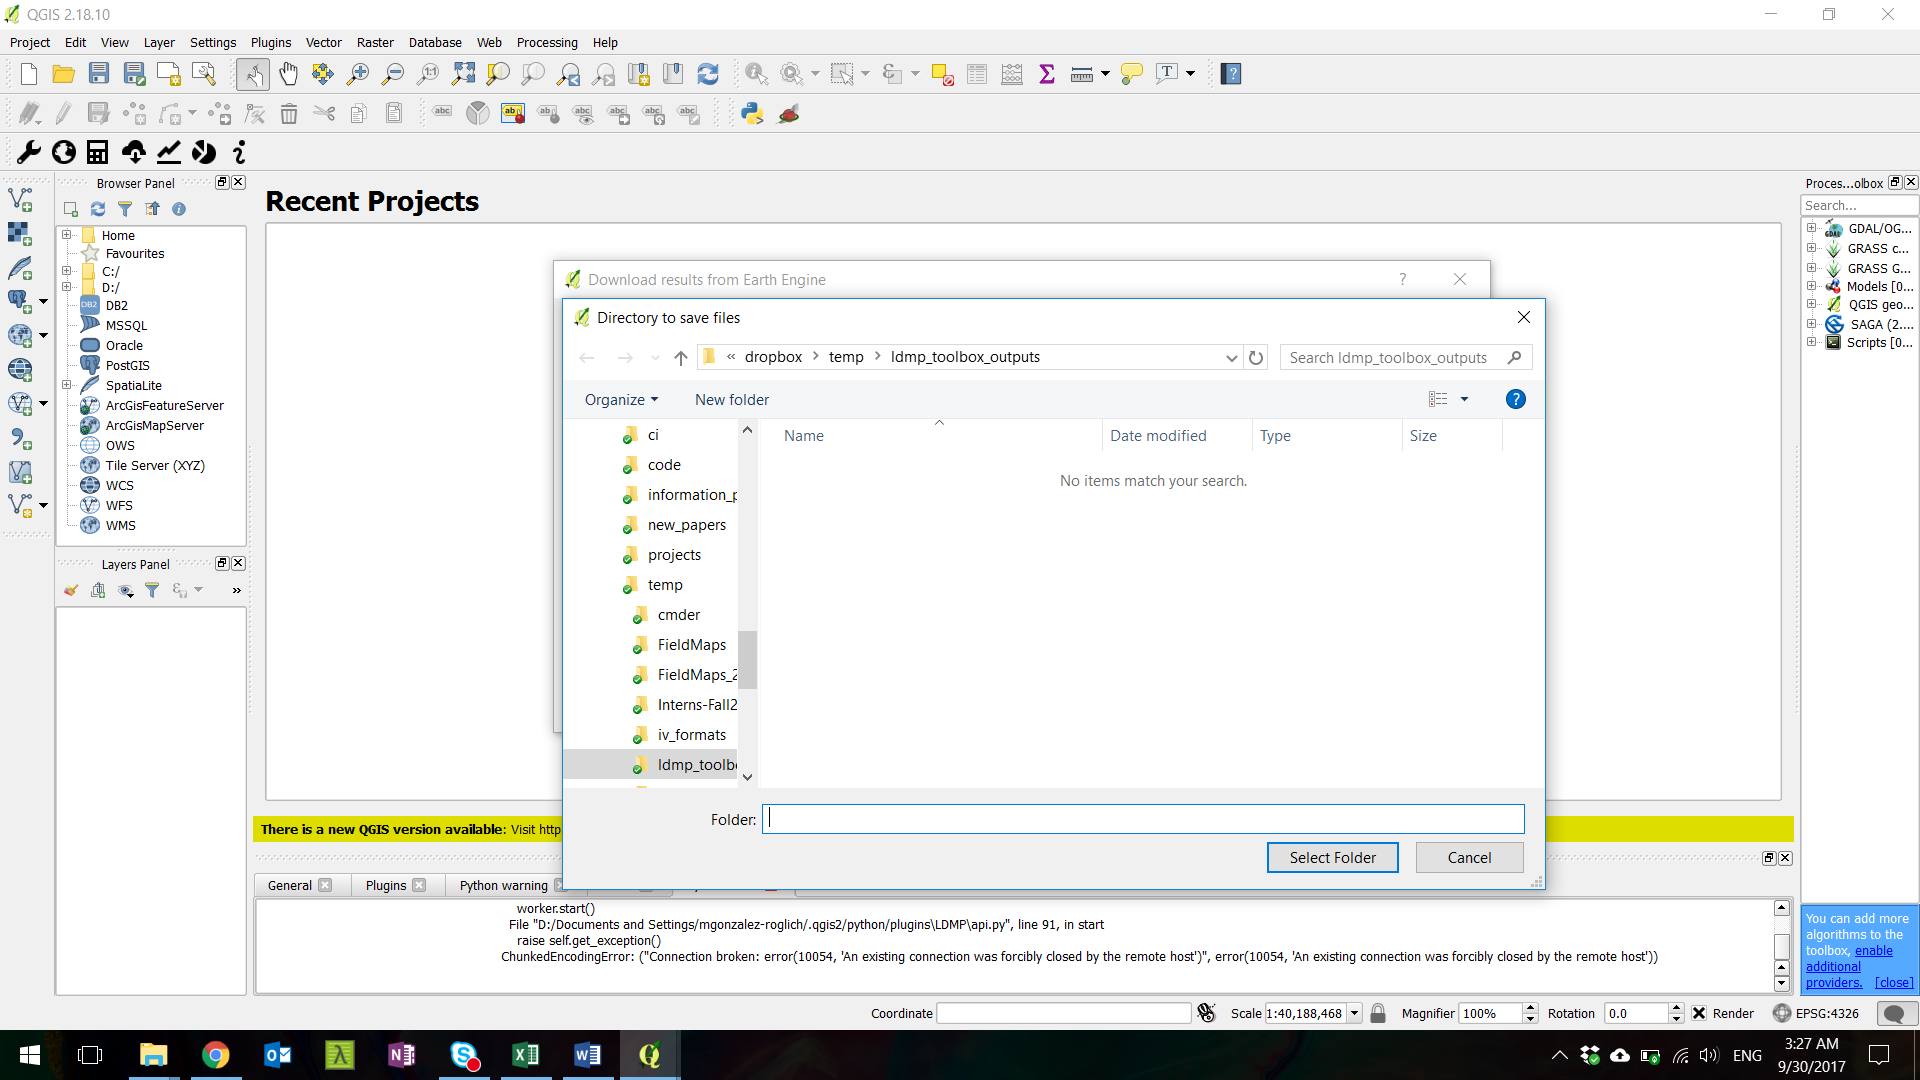 QGIS 2.18.10
Project Edit View Layer Settings Plugins Vector Raster Database Web Processing Help
Browser Panel
Home
Favourites
C:/
D:/
DB2
MSSQL
Oracle
PostGIS
SpatiaLite
ArcGisFeatureServer
ArcGisMapServer
OWS
Tile Server (XYZ)
WCS
WFS
WMS
Layers Panel
Recent Projects
Download results from Earth Engine
Directory to save files
« dropbox > temp > ldmp_toolbox_outputs
Search ldmp_toolbox_outputs
Organize New folder
ci
code
information_p
new_papers
projects
temp
cmder
FieldMaps
FieldMaps_2
Interns-Fall2
iv_formats
ldmp_toolbo
Name Date modified Type Size
No items match your search.
Folder:
Select Folder Cancel
There is a new QGIS version available: Visit http
General Plugins Python warning
worker.start()
File "D:/Documents and Settings/mgonzalez-roglich/.qgis2/python/plugins\LDMP\api.py", line 91, in start
raise self.get_exception()
ChunkedEncodingError: ("Connection broken: error(10054, 'An existing connection was forcibly closed by the remote host')", error(10054, 'An existing connection was forcibly closed by the remote host'))
Proces...olbox
Search...
GDAL/OG...
GRASS c...
GRASS G...
Models [0...
QGIS geo...
SAGA (2....
Scripts [0...
You can add more
algorithms to the
toolbox, enable
additional
providers. [close]
Coordinate Scale 1:40,188,468 Magnifier 100% Rotation 0.0 Render EPSG:4326
ENG
3:27 AM
9/30/2017